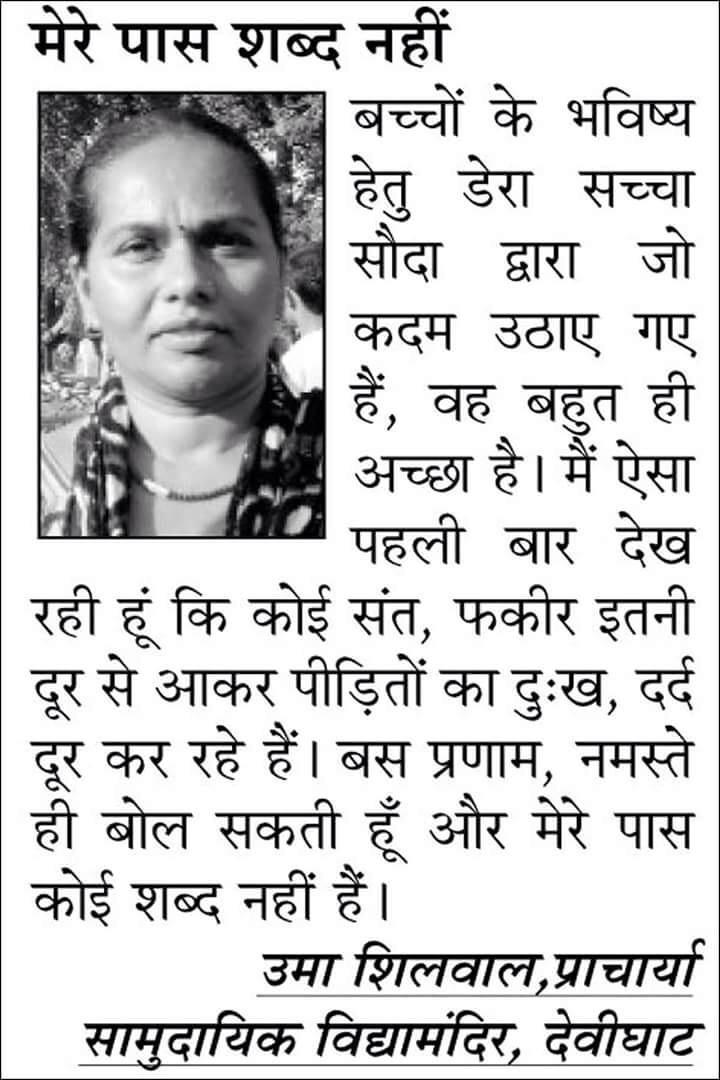 मेरे पास शब्द नहीं
बच्चों के भविष्य
हेतु डेरा सच्चा
सौदा द्वारा जो
कदम उठाए गए
हैं, वह बहुत ही
अच्छा है। मैं ऐसा
पहली बार देख
रही हूं कि कोई संत, फकीर इतनी
दूर से आकर पीड़ितों का दुःख, दर्द
दूर कर रहे हैं। बस प्रणाम, नमस्ते
ही बोल सकती हूँ और मेरे पास
कोई शब्द नहीं हैं।
उमा शिलवाल,प्राचार्या
सामुदायिक विद्यामंदिर, देवीघाट